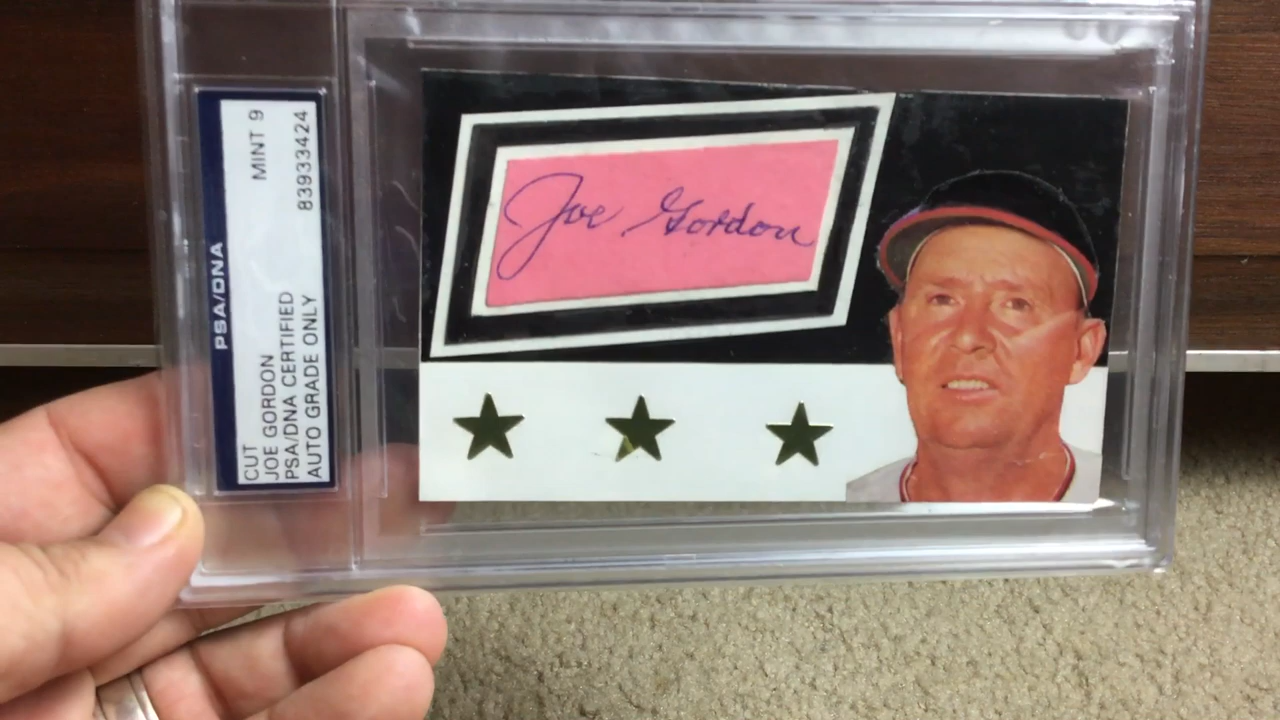 PSA/DNA
CUT
JOE GORDON
PSA/DNA CERTIFIED
AUTO GRADE ONLY
MINT 9
83933424
Joe Gordon